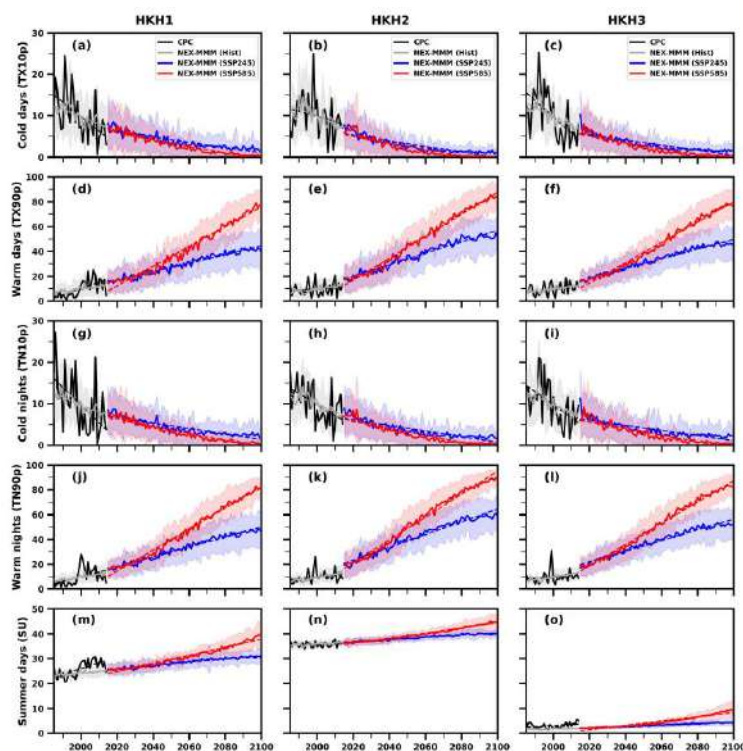 HKH1 HKH2 HKH3
(a) CPC NEX-MMM (Hist) NEX-MMM (SSP245) NEX-MMM (SSP585)
(b) CPC NEX-MMM (Hist) NEX-MMM (SSP245) NEX-MMM (SSP585)
(c) CPC NEX-MMM (Hist) NEX-MMM (SSP245) NEX-MMM (SSP585)
Cold days (TX10p)
30
20
10
0
(d) (e) (f)
Warm days (TX90p)
100
80
60
40
20
0
(g) (h) (i)
Cold nights (TN10p)
30
20
10
0
(j) (k) (l)
Warm nights (TN90p)
100
80
60
40
20
0
(m) (n) (o)
Summer days (SU)
50
40
30
20
10
0
2000 2020 2040 2060 2080 2100 2000 2020 2040 2060 2080 2100 2000 2020 2040 2060 2080 2100